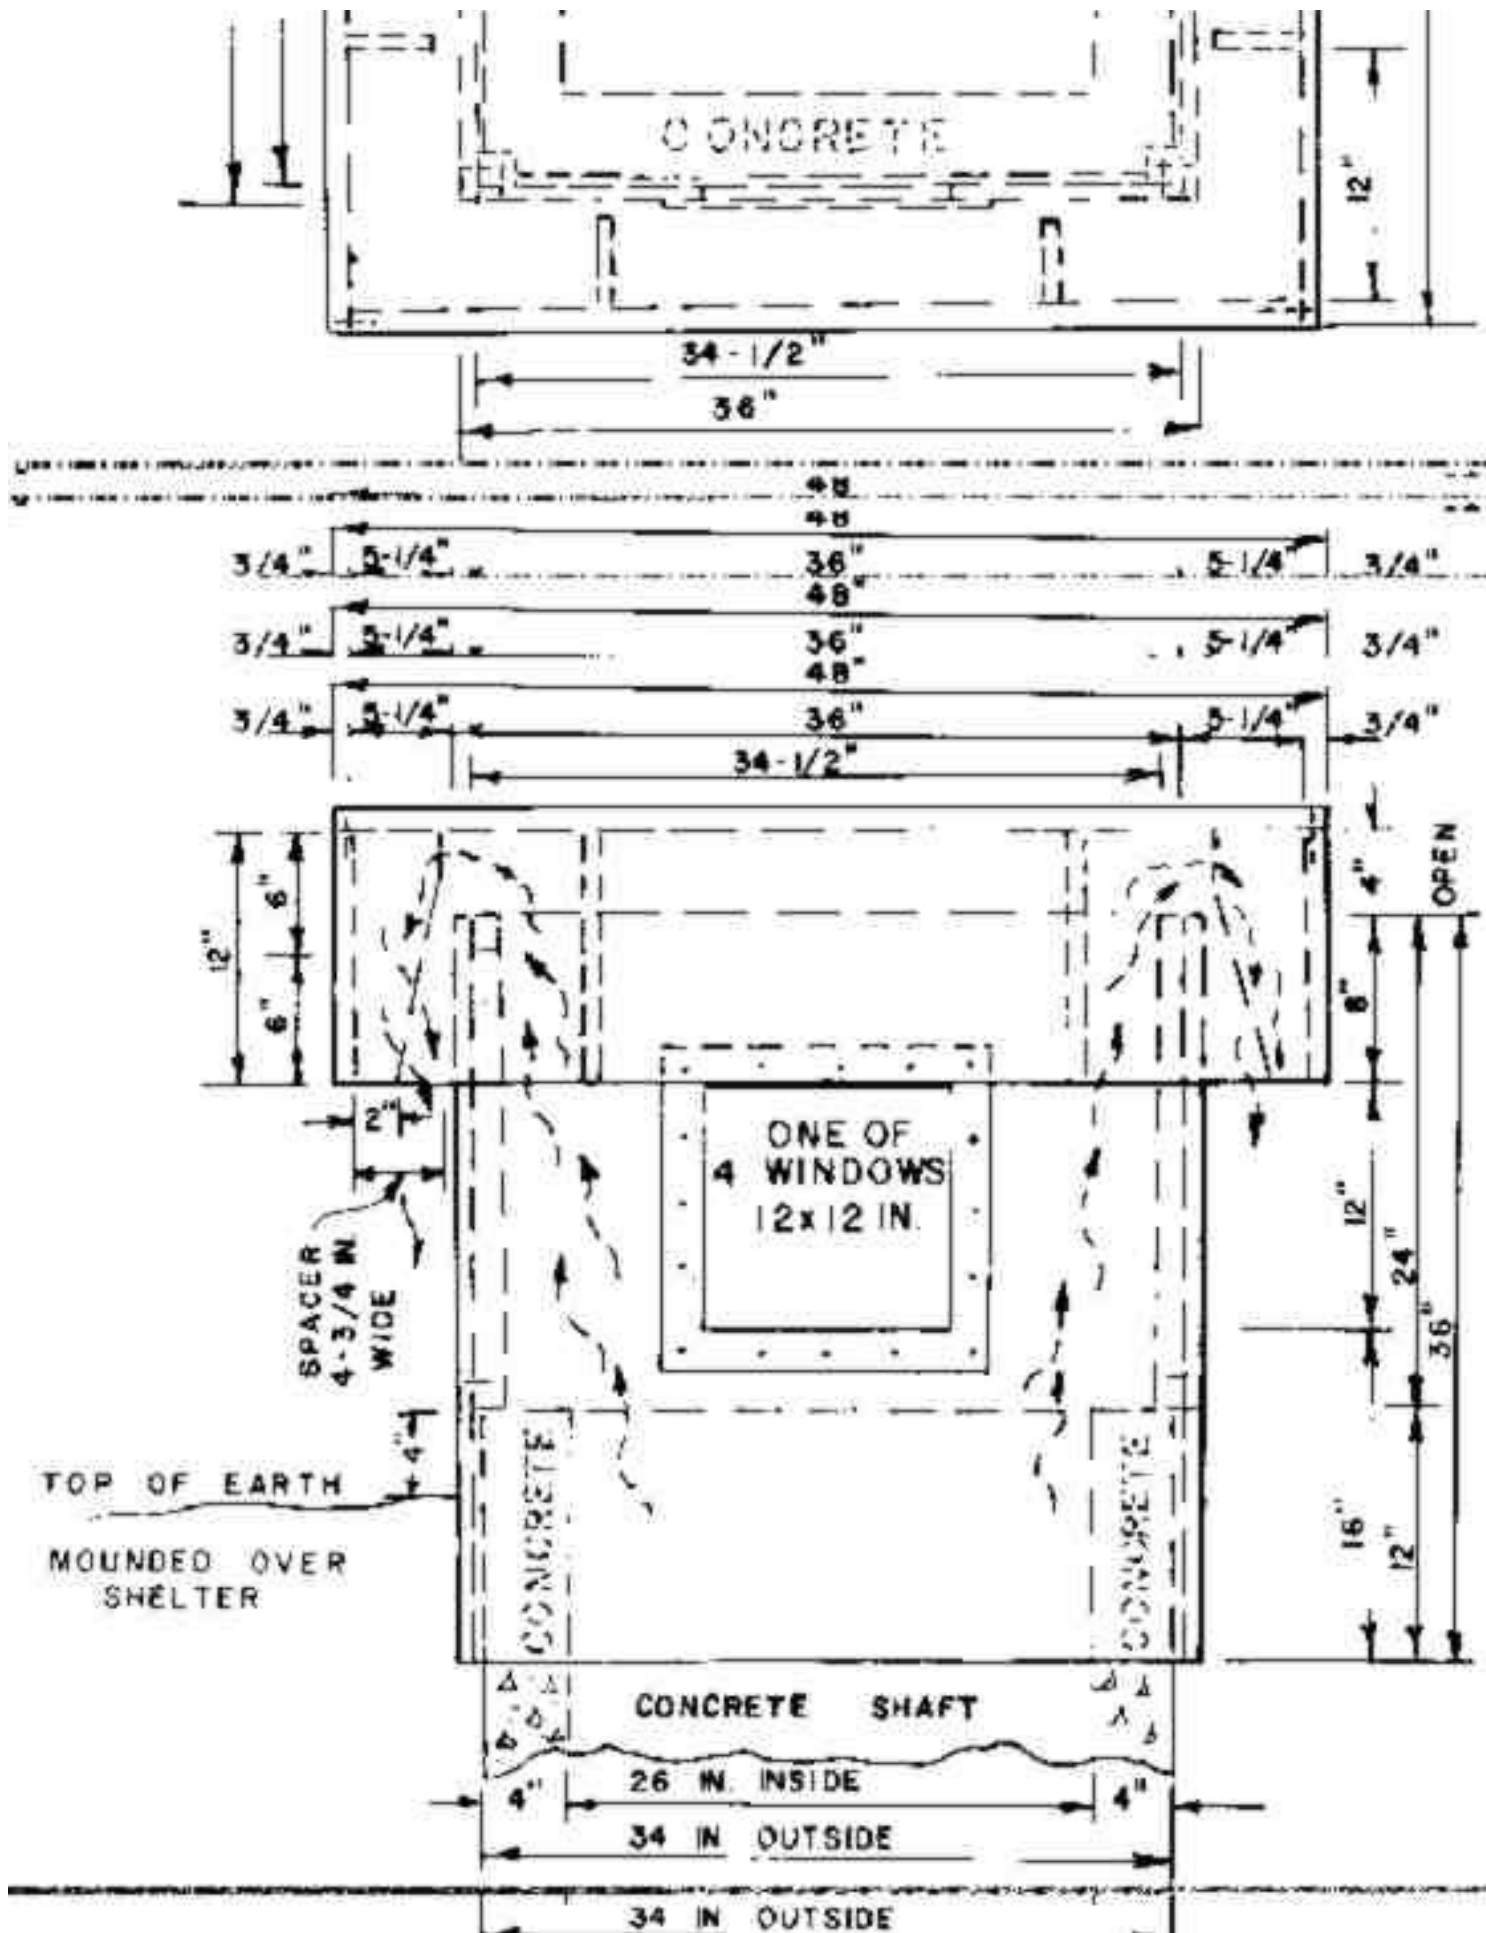 CONCRETE
12"
34-1/2"
36"
48
48
3/4" 5-1/4" 36" 5-1/4" 3/4"
48"
3/4" 5-1/4" 36" 5-1/4" 3/4"
48"
3/4" 5-1/4" 36" 5-1/4" 3/4"
34-1/2"
12"
6"
6"
4"
OPEN
8"
2"
ONE OF
4 WINDOWS
12x12 IN.
12"
24"
36"
SPACER
4-3/4 IN
WIDE
4"
TOP OF EARTH
MOUNDED OVER
SHELTER
CONCRETE
CONCRETE
16"
12"
CONCRETE SHAFT
4" 26 IN. INSIDE 4"
34 IN OUTSIDE
34 IN OUTSIDE